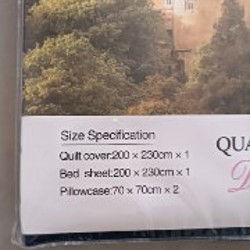 Size Specification
Quilt cover:200 × 230cm × 1
Bed sheet:200 × 230cm × 1
Pillowcase:70 × 70cm × 2
QUA